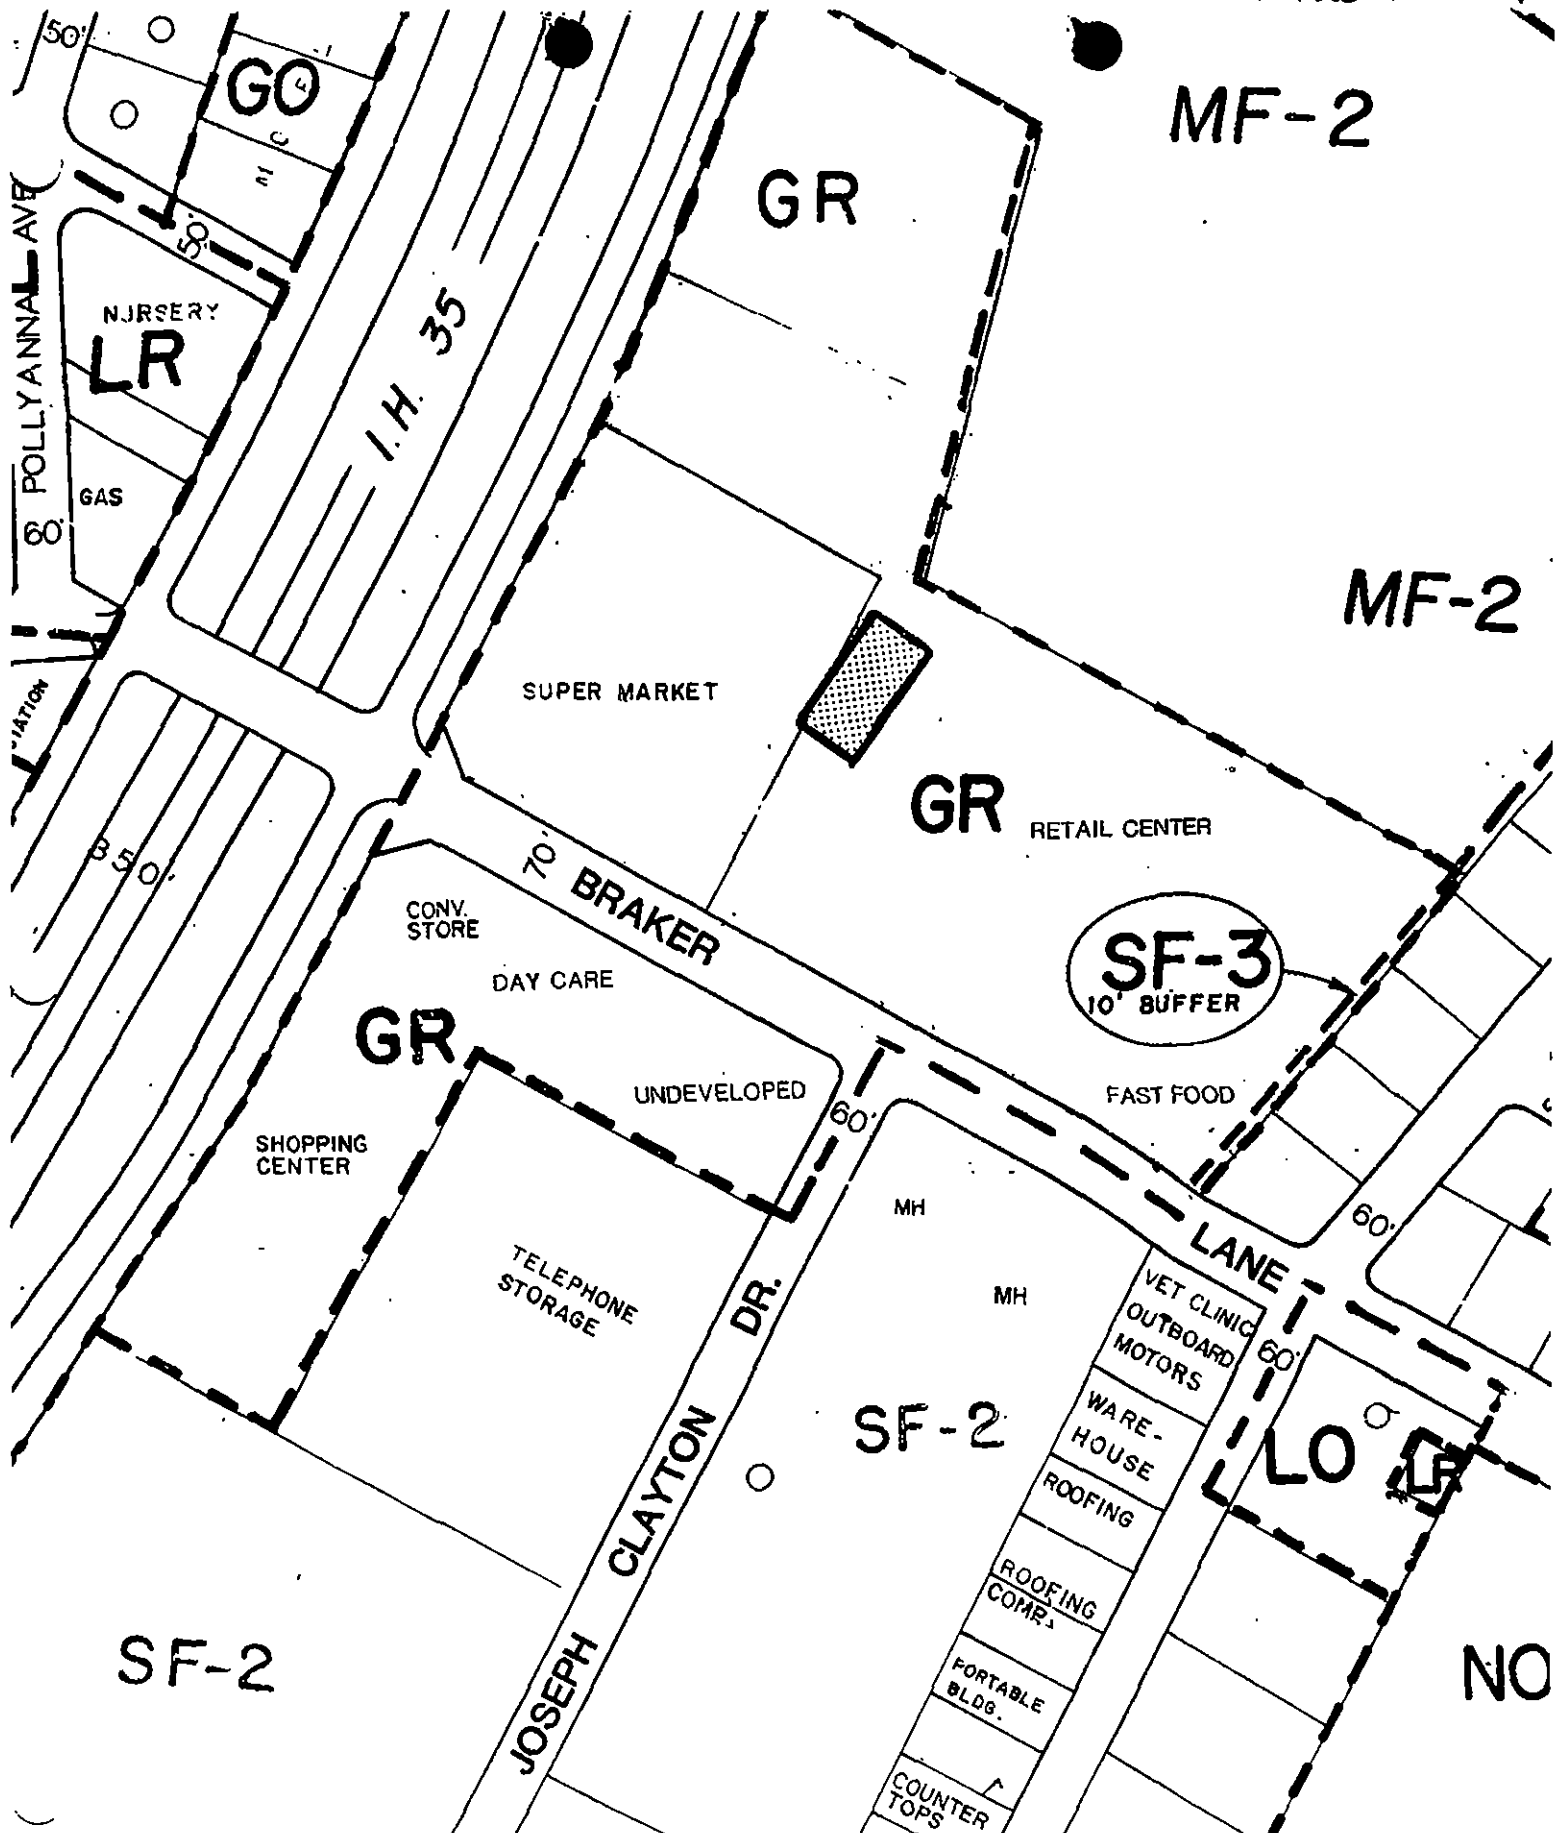 50'
GO
MF-2
GR
50'
POLLYANNA AVE
L
NURSERY
LR
I.H. 35
GAS
60'
MF-2
SUPER MARKET
GR
RETAIL CENTER
350'
70'
BRAKER
CONV.
STORE
SF-3
10' BUFFER
DAY CARE
GR
UNDEVELOPED
60'
FAST FOOD
SHOPPING
CENTER
MH
60'
LANE
TELEPHONE
STORAGE
MH
VET CLINIC
OUTBOARD
MOTORS
60'
JOSEPH CLAYTON DR.
SF-2
WARE-
HOUSE
LO
LR
ROOFING
ROOFING
COMP.
SF-2
PORTABLE
BLDG.
NO
COUNTER
TOPS